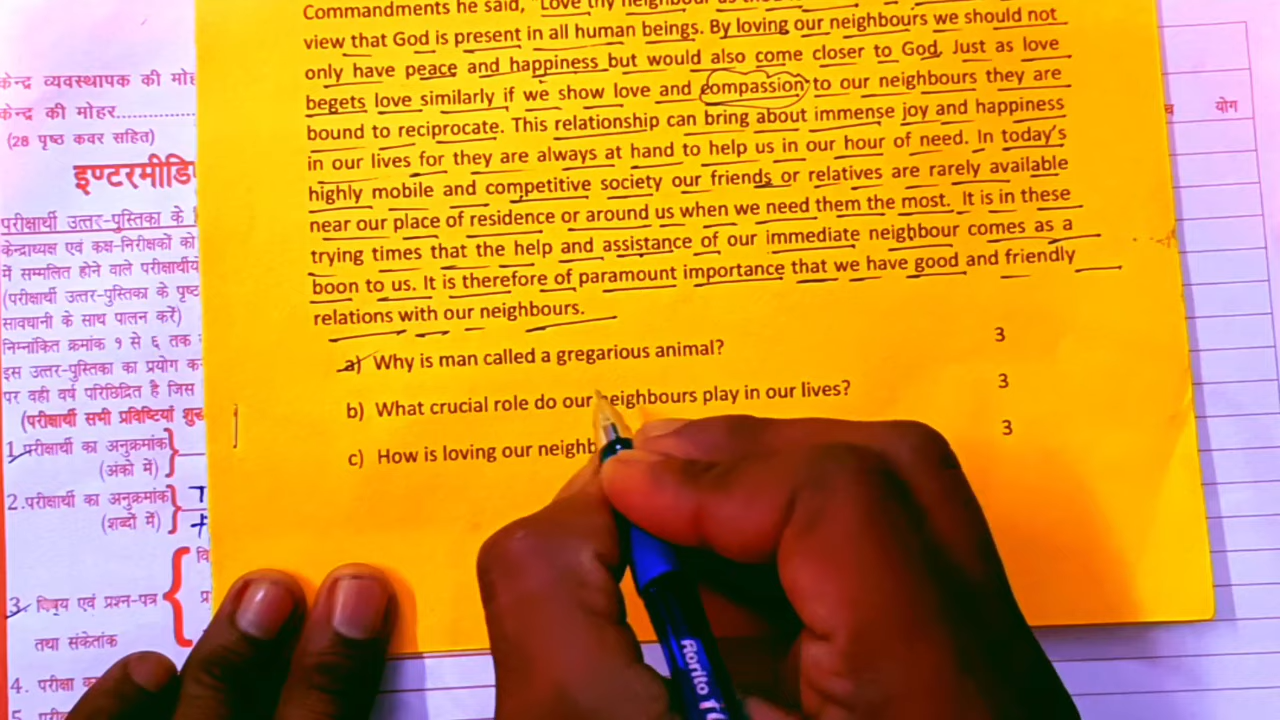 Commandments he said, "Love thy neighbour as thou
view that God is present in all human beings. By loving our neighbours we should not
only have peace and happiness but would also come closer to God. Just as love
begets love similarly if we show love and compassion to our neighbours they are
bound to reciprocate. This relationship can bring about immense joy and happiness
in our lives for they are always at hand to help us in our hour of need. In today's
highly mobile and competitive society our friends or relatives are rarely available
near our place of residence or around us when we need them the most. It is in these
trying times that the help and assistance of our immediate neighbour comes as a
boon to us. It is therefore of paramount importance that we have good and friendly
relations with our neighbours.
a) Why is man called a gregarious animal? 3
b) What crucial role do our neighbours play in our lives? 3
c) How is loving our neighb 3
केन्द्र व्यवस्थापक की मोह
केन्द्र की मोहर
(28 पृष्ठ कवर सहित)
इण्टरमीडि
परीक्षार्थी उत्तर-पुस्तिका के
केन्द्राध्यक्ष एवं कक्ष-निरीक्षकों को
में सम्मलित होने वाले परीक्षार्थीये
(परीक्षार्थी उत्तर-पुस्तिका के पृष्ट
सावधानी के साथ पालन करें)
निम्नांकित क्रमांक १ से ६ तक
इस उत्तर-पुस्तिका का प्रयोग क
पर वही वर्ष परिछिद्रित है जिस
(परीक्षार्थी सभी प्रविष्टियां शुद्ध
1. परीक्षार्थी का अनुक्रमांक
(अंको में)
2. परीक्षार्थी का अनुक्रमांक
(शब्दों में)
3. विषय एवं प्रश्न-पत्र
तथा संकेतांक
वि
प्र
4. परीक्षा क
5.
योग
Rorito